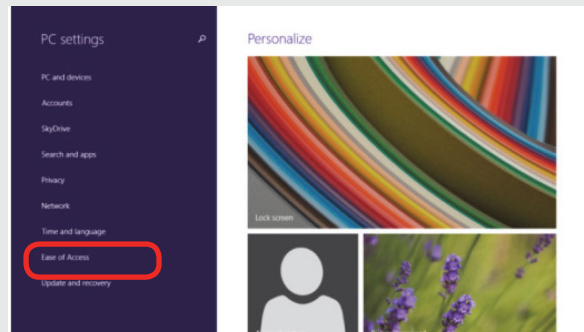 PC settings
Personalize
PC and devices
Accounts
SkyDrive
Search and apps
Privacy
Network
Time and language
Ease of Access
Update and recovery
Lock screen